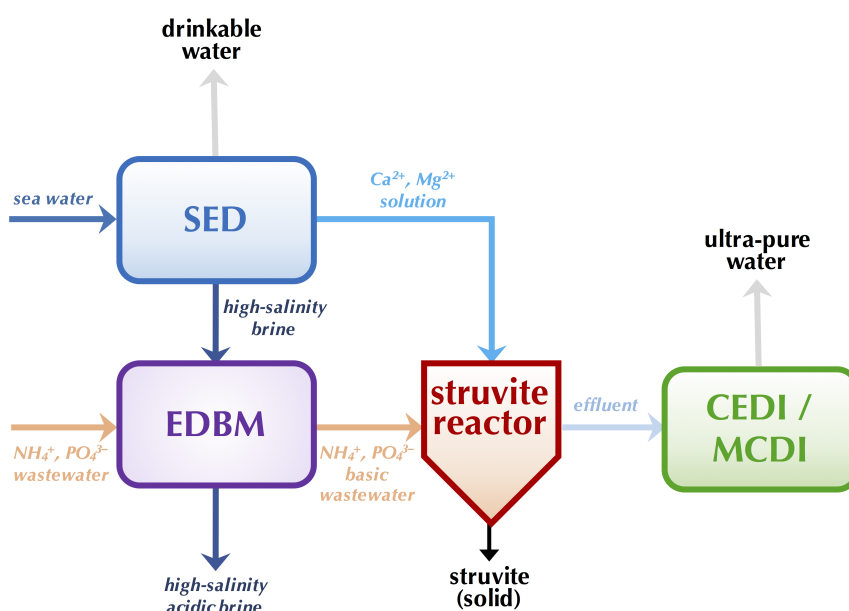 drinkable
water
sea water
SED
Ca²⁺, Mg²⁺
solution
ultra-pure
water
high-salinity
brine
NH₄⁺, PO₄³⁻
wastewater
EDBM
NH₄⁺, PO₄³⁻
basic
wastewater
struvite
reactor
effluent
CEDI /
MCDI
high-salinity
acidic brine
struvite
(solid)